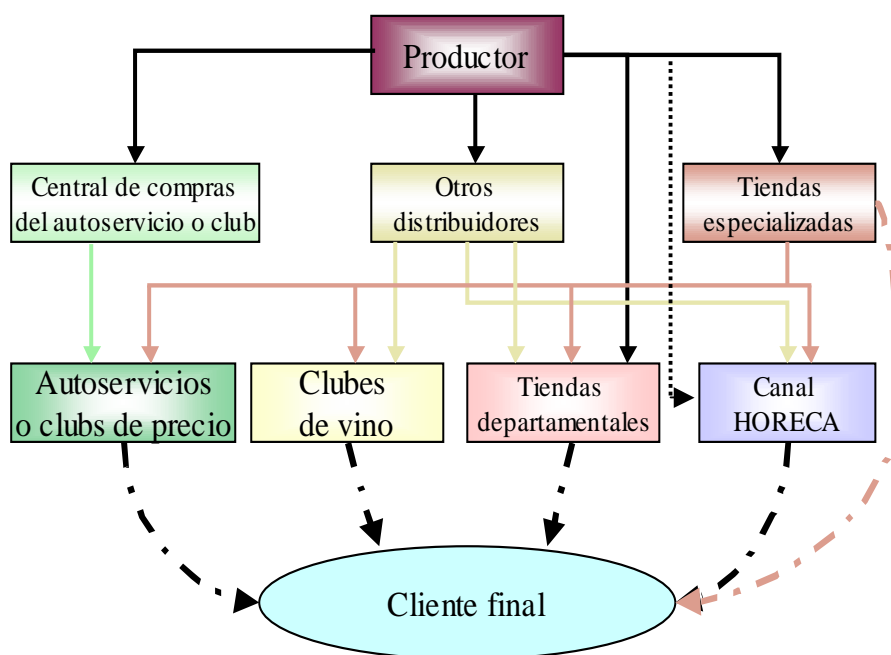 Productor
Central de compras
del autoservicio o club
Otros
distribuidores
Tiendas
especializadas
Autoservicios
o clubs de precio
Clubes
de vino
Tiendas
departamentales
Canal
HORECA
Cliente final